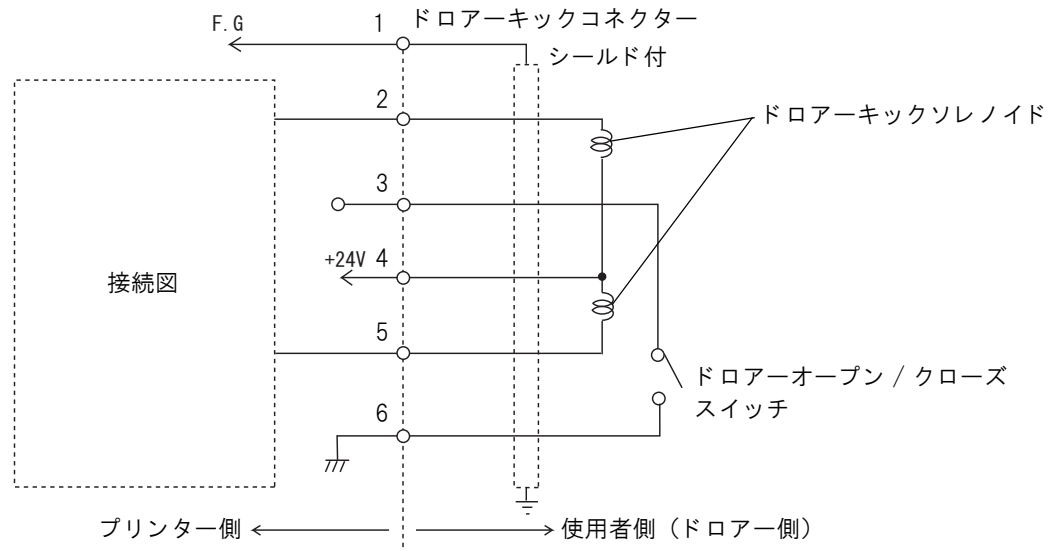 F.G
1
ドロアーキックコネクター
シールド付
2
ドロアーキックソレノイド
3
+24V 4
接続図
5
ドロアーオープン / クローズ
スイッチ
6
プリンター側
使用者側（ドロアー側）